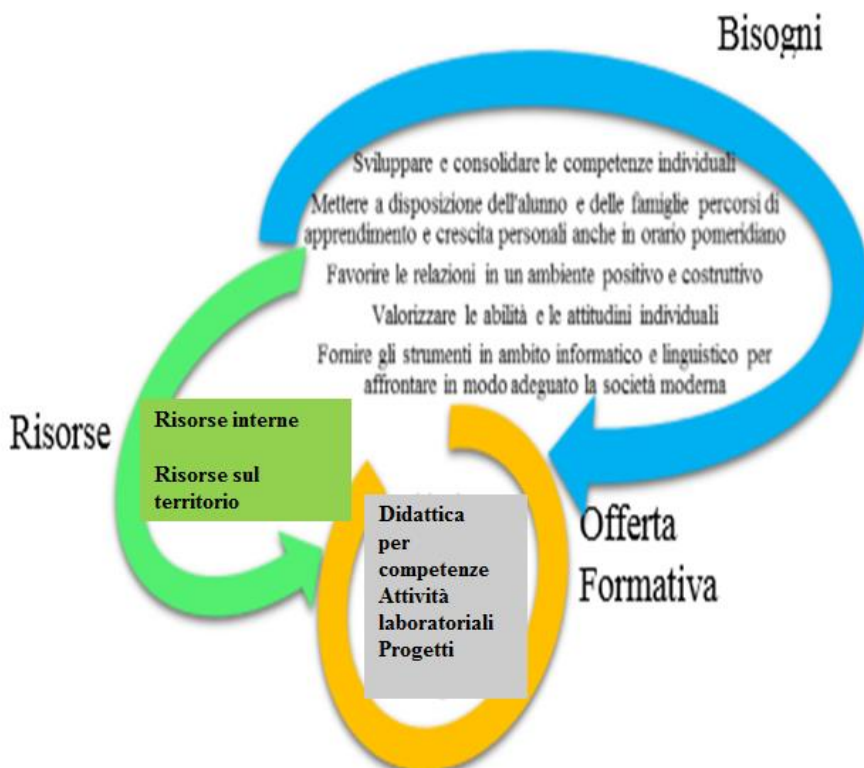 Bisogni
Sviluppare e consolidare le competenze individuali
Mettere a disposizione dell'alunno e delle famiglie percorsi di
apprendimento e crescita personali anche in orario pomeridiano
Favorire le relazioni in un ambiente positivo e costruttivo
Valorizzare le abilità e le attitudini individuali
Fornire gli strumenti in ambito informatico e linguistico per
affrontare in modo adeguato la società moderna
Risorse
Risorse interne
Risorse sul
territorio
Didattica
per
competenze
Attività
laboratoriali
Progetti
Offerta
Formativa